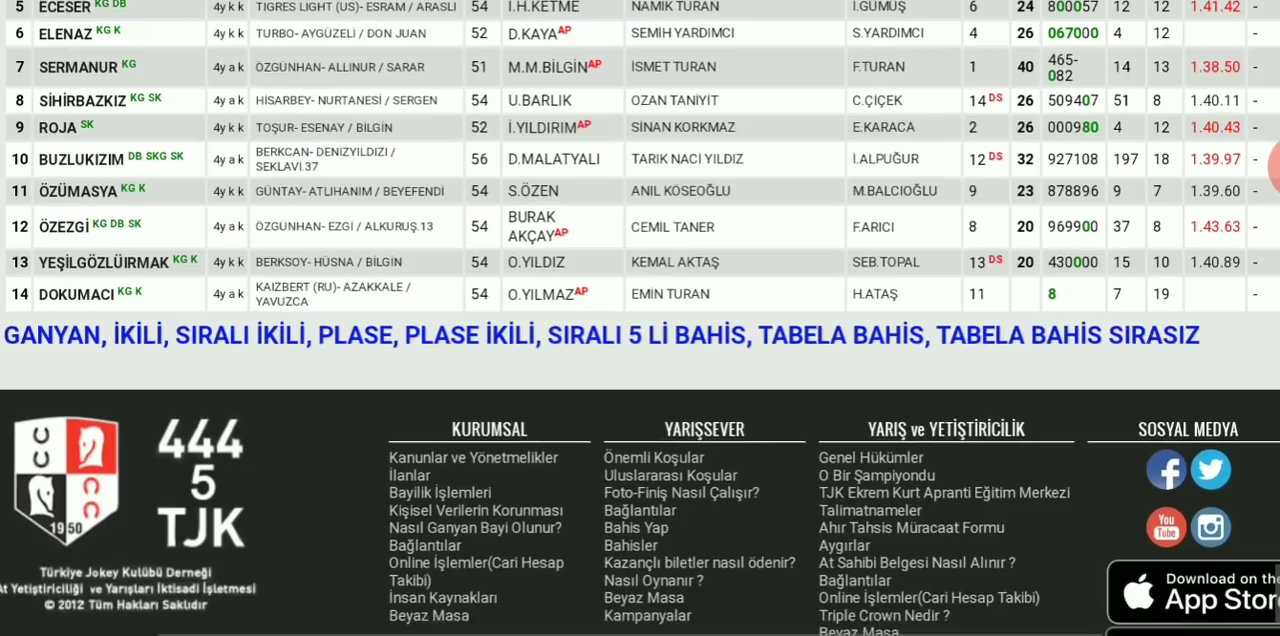 5 ECESER KG DB 4y k k TIGRES LIGHT (US)- ESRAM / ARASLI 54 İ.H.KETME NAMIK TURAN İ.GÜMÜŞ 6 24 800057 12 12 1.41.42 -
6 ELENAZ KG K 4y k k TURBO- AYGÜZELİ / DON JUAN 52 D.KAYA AP SEMİH YARDIMCI S.YARDIMCI 4 26 067000 4 12 -
7 SERMANUR KG 4y a k ÖZGÜNHAN- ALLINUR / SARAR 51 M.M.BİLGİN AP İSMET TURAN F.TURAN 1 40 465-
082 14 13 1.38.50 -
8 SİHİRBAZKIZ KG SK 4y a k HİSARBEY- NURTANESİ / SERGEN 54 U.BARLIK OZAN TANİYİT C.ÇİÇEK 14 DS 26 509407 51 8 1.40.11 -
9 ROJA SK 4y k k TOŞUR- ESENAY / BİLGİN 52 İ.YILDIRIM AP SİNAN KORKMAZ E.KARACA 2 26 000980 4 12 1.40.43 -
10 BUZLUKIZIM DB SKG SK 4y a k BERKCAN- DENİZYILDIZI /
SEKLAVİ.37 56 D.MALATYALI TARIK NACİ YILDIZ İ.ALPUĞUR 12 DS 32 927108 197 18 1.39.97 -
11 ÖZÜMASYA KG K 4y k k GÜNTAY- ATLIHANIM / BEYEFENDİ 54 S.ÖZEN ANIL KÖSEOĞLU M.BALCIOĞLU 9 23 878896 9 7 1.39.60 -
12 ÖZEZGİ KG DB SK 4y a k ÖZGÜNHAN- EZGİ / ALKURUŞ.13 54 BURAK
AKÇAY AP CEMİL TANER F.ARICI 8 20 969900 37 8 1.43.63 -
13 YEŞİLGÖZLÜIRMAK KG K 4y k k BERKSOY- HÜSNA / BİLGİN 54 O.YILDIZ KEMAL AKTAŞ SEB.TOPAL 13 DS 20 430000 15 10 1.40.89 -
14 DOKUMACI KG K 4y a k KAIZBERT (RU)- AZAKKALE /
YAVUZCA 54 O.YILMAZ AP EMİN TURAN H.ATAŞ 11 8 7 19 -
GANYAN, İKİLİ, SIRALI İKİLİ, PLASE, PLASE İKİLİ, SIRALI 5 Lİ BAHİS, TABELA BAHİS, TABELA BAHİS SIRASIZ
C C
C C
1950
444
5
TJK
Türkiye Jokey Kulübü Derneği
At Yetiştiriciliği ve Yarışları İktisadi İşletmesi
© 2012 Tüm Hakları Saklıdır
KURUMSAL
Kanunlar ve Yönetmelikler
İlanlar
Bayilik İşlemleri
Kişisel Verilerin Korunması
Nasıl Ganyan Bayi Olunur?
Bağlantılar
Online İşlemler(Cari Hesap
Takibi)
İnsan Kaynakları
Beyaz Masa
YARIŞSEVER
Önemli Koşular
Uluslararası Koşular
Foto-Finiş Nasıl Çalışır?
Bağlantılar
Bahis Yap
Bahisler
Kazançlı biletler nasıl ödenir?
Nasıl Oynanır ?
Beyaz Masa
Kampanyalar
YARIŞ ve YETİŞTİRİCİLİK
Genel Hükümler
O Bir Şampiyondu
TJK Ekrem Kurt Apranti Eğitim Merkezi
Talimatnameler
Ahır Tahsis Müracaat Formu
Aygırlar
At Sahibi Belgesi Nasıl Alınır ?
Bağlantılar
Online İşlemler(Cari Hesap Takibi)
Triple Crown Nedir ?
Beyaz Masa
SOSYAL MEDYA
You
Tube
Download on the
App Store